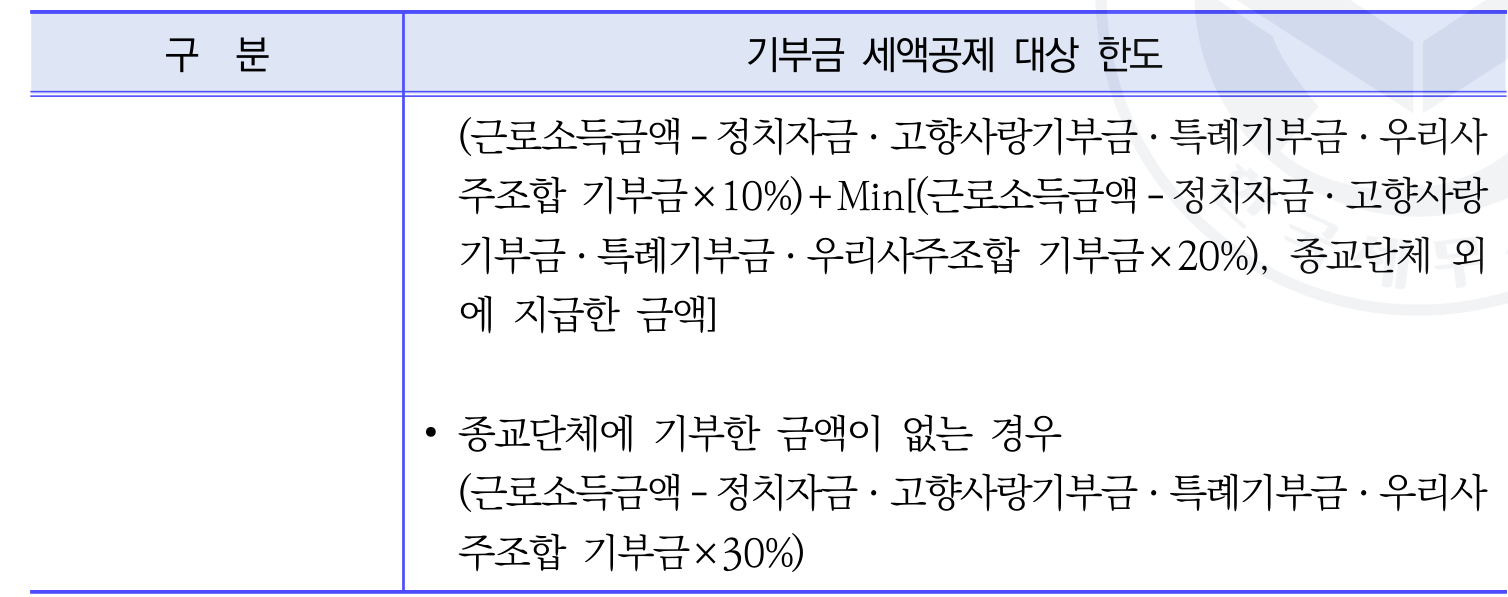 구 분
기부금 세액공제 대상 한도
(근로소득금액-정치자금·고향사랑기부금·특례기부금·우리사
주조합 기부금×10%)+Min[(근로소득금액-정치자금·고향사랑
기부금·특례기부금·우리사주조합 기부금×20%), 종교단체 외
에 지급한 금액]
• 종교단체에 기부한 금액이 없는 경우
(근로소득금액-정치자금·고향사랑기부금·특례기부금·우리사
주조합 기부금×30%)